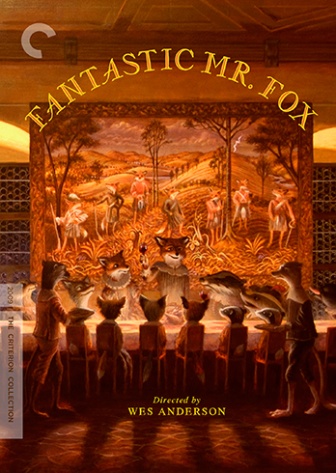 FANTASTIC MR. FOX
Directed by
WES ANDERSON
2009 THE CRITERION COLLECTION